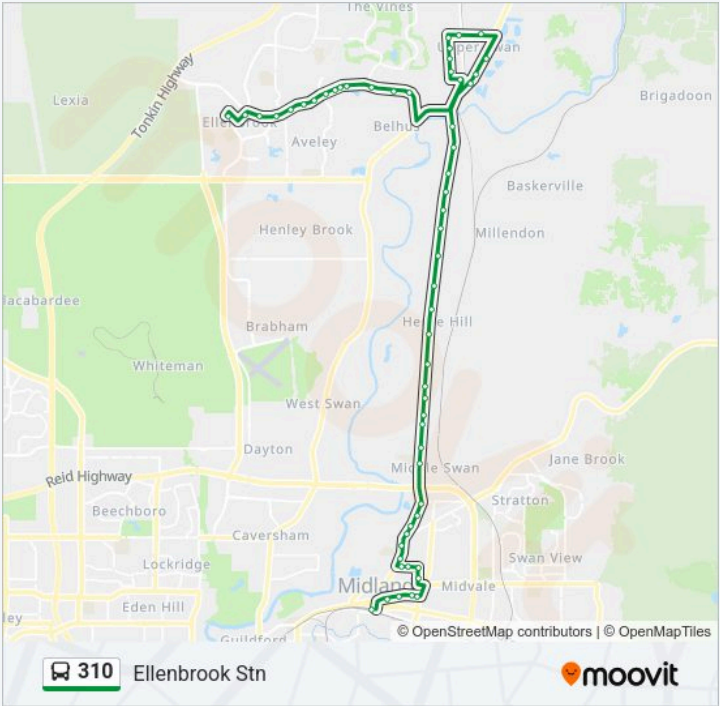 The Vines
Upper Swan
Tonkin Highway
Lexia
Brigadoon
Ellenbrook
Belhus
Aveley
Baskerville
Henley Brook
Millendon
Jacabardee
Brabham
Herne Hill
Whiteman
West Swan
Dayton
Middle Swan
Jane Brook
Reid Highway
Stratton
Beechboro
Caversham
Swan View
Lockridge
Midland
Midvale
Eden Hill
ley
Guildford
© OpenStreetMap contributors | © OpenMapTiles
310 Ellenbrook Stn
moovit